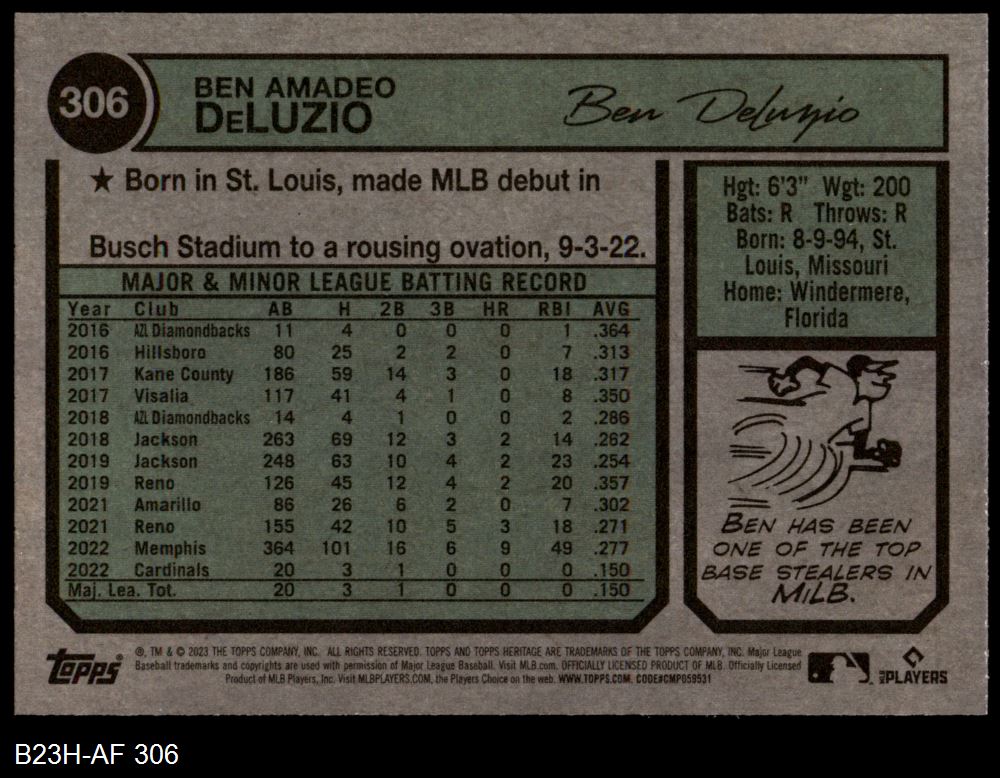 306
BEN AMADEO
DeLUZIO
Ben DeLuzio
★ Born in St. Louis, made MLB debut in
Busch Stadium to a rousing ovation, 9-3-22.
MAJOR & MINOR LEAGUE BATTING RECORD
Year Club AB H 2B 3B HR RBI AVG
2016 AZL Diamondbacks 11 4 0 0 0 1 .364
2016 Hillsboro 80 25 2 2 0 7 .313
2017 Kane County 186 59 14 3 0 18 .317
2017 Visalia 117 41 4 1 0 8 .350
2018 AZL Diamondbacks 14 4 1 0 0 2 .286
2018 Jackson 263 69 12 3 2 14 .262
2019 Jackson 248 63 10 4 2 23 .254
2019 Reno 126 45 12 4 2 20 .357
2021 Amarillo 86 26 6 2 0 7 .302
2021 Reno 155 42 10 5 3 18 .271
2022 Memphis 364 101 16 6 9 49 .277
2022 Cardinals 20 3 1 0 0 0 .150
Maj. Lea. Tot. 20 3 1 0 0 0 .150
Hgt: 6'3" Wgt: 200
Bats: R Throws: R
Born: 8-9-94, St.
Louis, Missouri
Home: Windermere,
Florida
BEN HAS BEEN
ONE OF THE TOP
BASE STEALERS IN
MiLB.
Topps
®, TM & © 2023 THE TOPPS COMPANY, INC. ALL RIGHTS RESERVED. TOPPS AND TOPPS HERITAGE ARE TRADEMARKS OF THE TOPPS COMPANY, INC. Major League
Baseball trademarks and copyrights are used with permission of Major League Baseball. Visit MLB.com. OFFICIALLY LICENSED PRODUCT OF MLB. Officially Licensed
Product of MLB Players, Inc. Visit MLBPLAYERS.COM, the Players Choice on the web. WWW.TOPPS.COM. CODE#CMP059531
MLB PLAYERS
B23H-AF 306